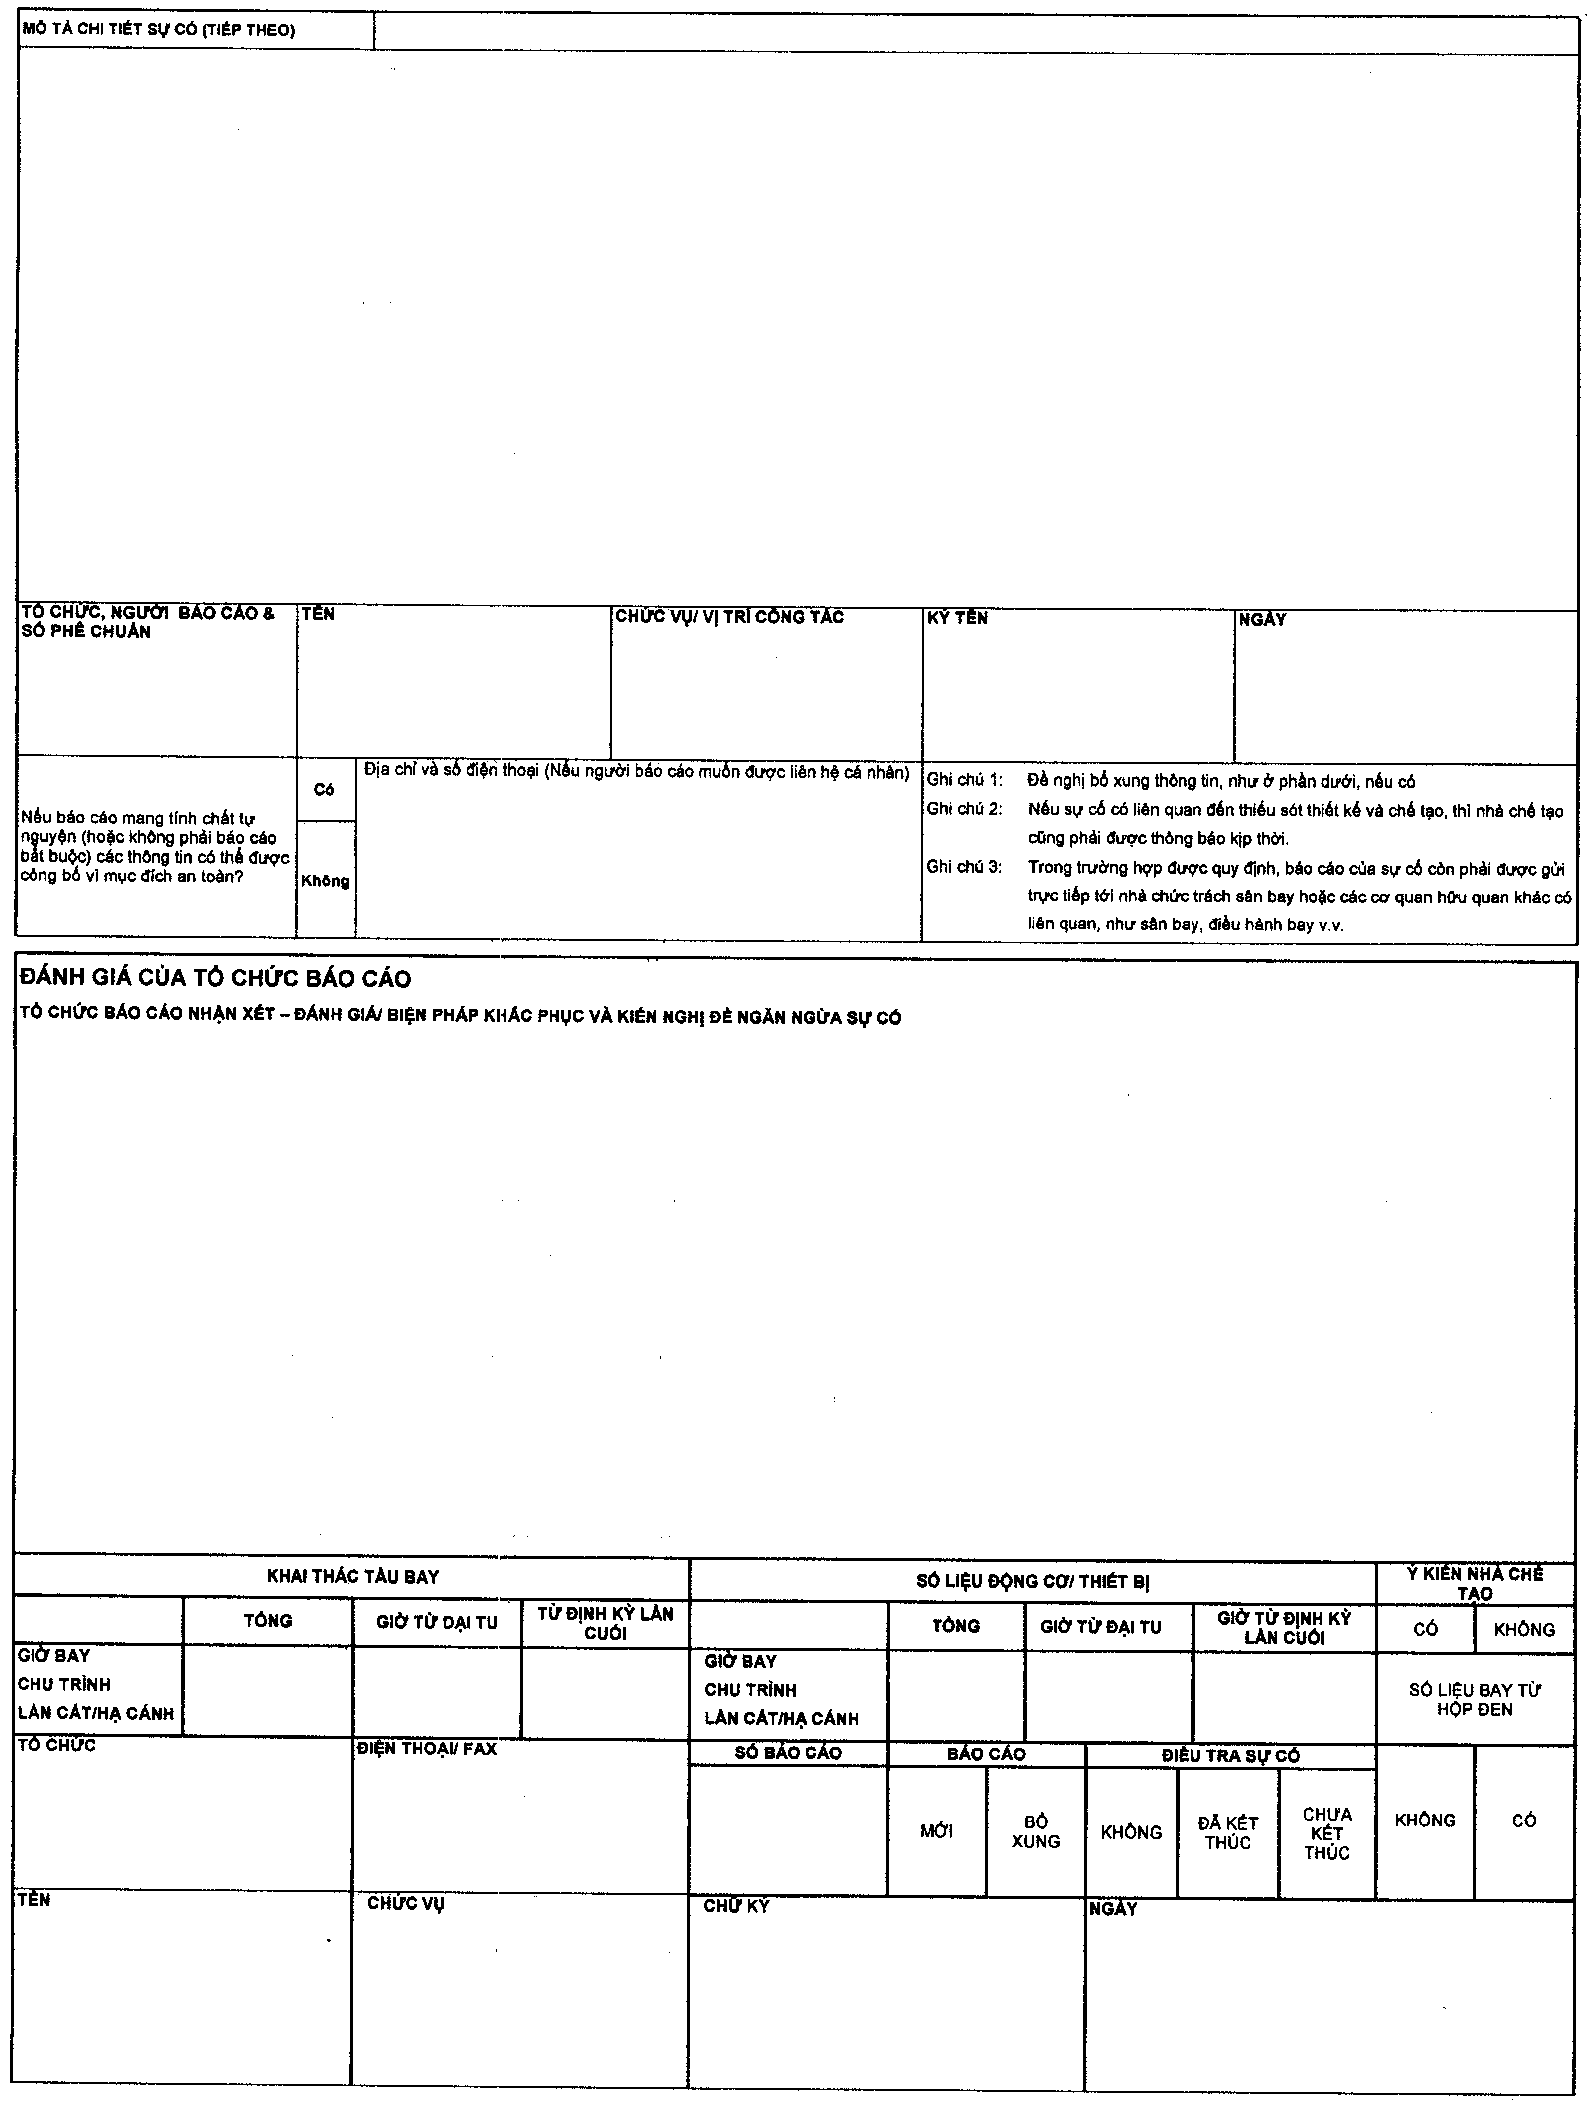 MÔ TẢ CHI TIẾT SỰ CỐ (TIẾP THEO)
TỔ CHỨC, NGƯỜI BÁO CÁO &
SỐ PHÊ CHUẨN
TÊN
CHỨC VỤ/ VỊ TRÍ CÔNG TÁC
KÝ TÊN
NGÀY
Nếu báo cáo mang tính chất tự
nguyện (hoặc không phải báo cáo
bắt buộc) các thông tin có thể được
công bố vì mục đích an toàn?
Có
Không
Địa chỉ và số điện thoại (Nếu người báo cáo muốn được liên hệ cá nhân)
Ghi chú 1: Đề nghị bổ xung thông tin, như ở phần dưới, nếu có
Ghi chú 2: Nếu sự cố có liên quan đến thiếu sót thiết kế và chế tạo, thì nhà chế tạo
cũng phải được thông báo kịp thời.
Ghi chú 3: Trong trường hợp được quy định, báo cáo của sự cố còn phải được gửi
trực tiếp tới nhà chức trách sân bay hoặc các cơ quan hữu quan khác có
liên quan, như sân bay, điều hành bay v.v.
ĐÁNH GIÁ CỦA TỔ CHỨC BÁO CÁO
TỔ CHỨC BÁO CÁO NHẬN XÉT – ĐÁNH GIÁ/ BIỆN PHÁP KHÁC PHỤC VÀ KIẾN NGHỊ ĐỂ NGĂN NGỪA SỰ CỐ
KHAI THÁC TÀU BAY
SỐ LIỆU ĐỘNG CƠ/ THIẾT BỊ
Ý KIẾN NHÀ CHẾ
TẠO
TỔNG
GIỜ TỪ DẠI TU
TỪ ĐỊNH KỲ LẦN
CUỐI
TỔNG
GIỜ TỪ ĐẠI TU
GIỜ TỪ ĐỊNH KỲ
LẦN CUỐI
CÓ
KHÔNG
GIỜ BAY
CHU TRÌNH
LẦN CẤT/HẠ CÁNH
GIỜ BAY
CHU TRÌNH
LẦN CẤT/HẠ CÁNH
SỐ LIỆU BAY TỪ
HỘP ĐEN
TỔ CHỨC
ĐIỆN THOẠI/ FAX
SỐ BÁO CÁO
BÁO CÁO
ĐIỀU TRA SỰ CỐ
MỚI
BỔ
XUNG
KHÔNG
ĐÃ KẾT
THÚC
CHƯA
KẾT
THÚC
KHÔNG
CÓ
TÊN
CHỨC VỤ
CHỮ KÝ
NGÀY